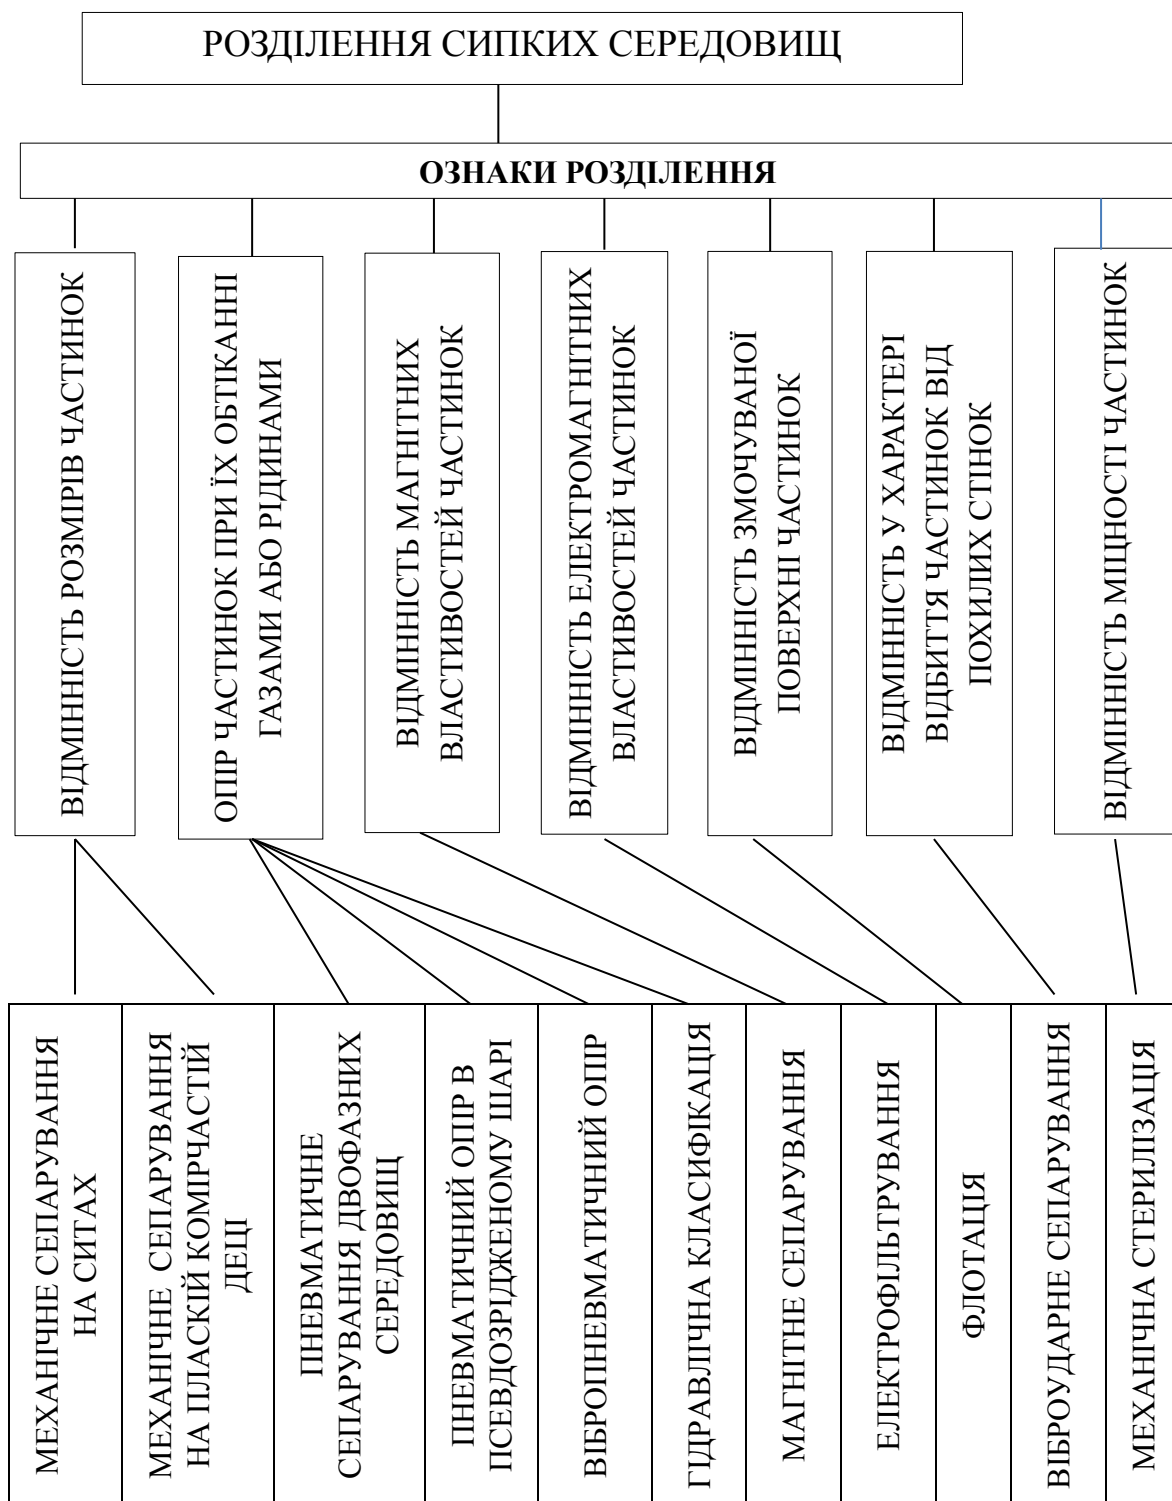 РОЗДІЛЕННЯ СИПКИХ СЕРЕДОВИЩ
ОЗНАКИ РОЗДІЛЕННЯ
ВІДМІННІСТЬ РОЗМІРІВ ЧАСТИНОК
ОПІР ЧАСТИНОК ПРИ ЇХ ОБТІКАННІ
ГАЗАМИ АБО РІДИНАМИ
ВІДМІННІСТЬ МАГНІТНИХ
ВЛАСТИВОСТЕЙ ЧАСТИНОК
ВІДМІННІСТЬ ЕЛЕКТРОМАГНІТНИХ
ВЛАСТИВОСТЕЙ ЧАСТИНОК
ВІДМІННІСТЬ ЗМОЧУВАНОЇ
ПОВЕРХНІ ЧАСТИНОК
ВІДМІННІСТЬ У ХАРАКТЕРІ
ВІДБИТТЯ ЧАСТИНОК ВІД
ПОХИЛИХ СТІНОК
ВІДМІННІСТЬ МІЦНОСТІ ЧАСТИНОК
МЕХАНІЧНЕ СЕПАРУВАННЯ
НА СИТАХ
МЕХАНІЧНЕ СЕПАРУВАННЯ
НА ПЛАСКІЙ КОМІРЧАСТІЙ
ДЕЦІ
ПНЕВМАТИЧНЕ
СЕПАРУВАННЯ ДВОФАЗНИХ
СЕРЕДОВИЩ
ПНЕВМАТИЧНИЙ ОПІР В
ПСЕВДОЗРІДЖЕНОМУ ШАРІ
ВІБРОПНЕВМАТИЧНИЙ ОПІР
ГІДРАВЛІЧНА КЛАСИФІКАЦІЯ
МАГНІТНЕ СЕПАРУВАННЯ
ЕЛЕКТРОФІЛЬТРУВАННЯ
ФЛОТАЦІЯ
ВІБРОУДАРНЕ СЕПАРУВАННЯ
МЕХАНІЧНА СТЕРИЛІЗАЦІЯ